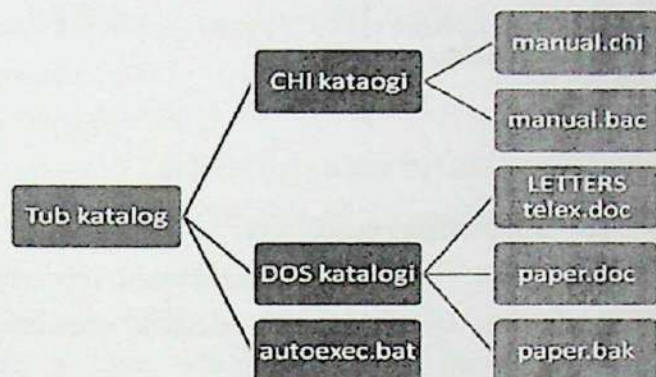 Tub katalog
CHI kataogi
manual.chi
manual.bac
DOS katalogi
LETTERS
telex.doc
paper.doc
paper.bak
autoexec.bat